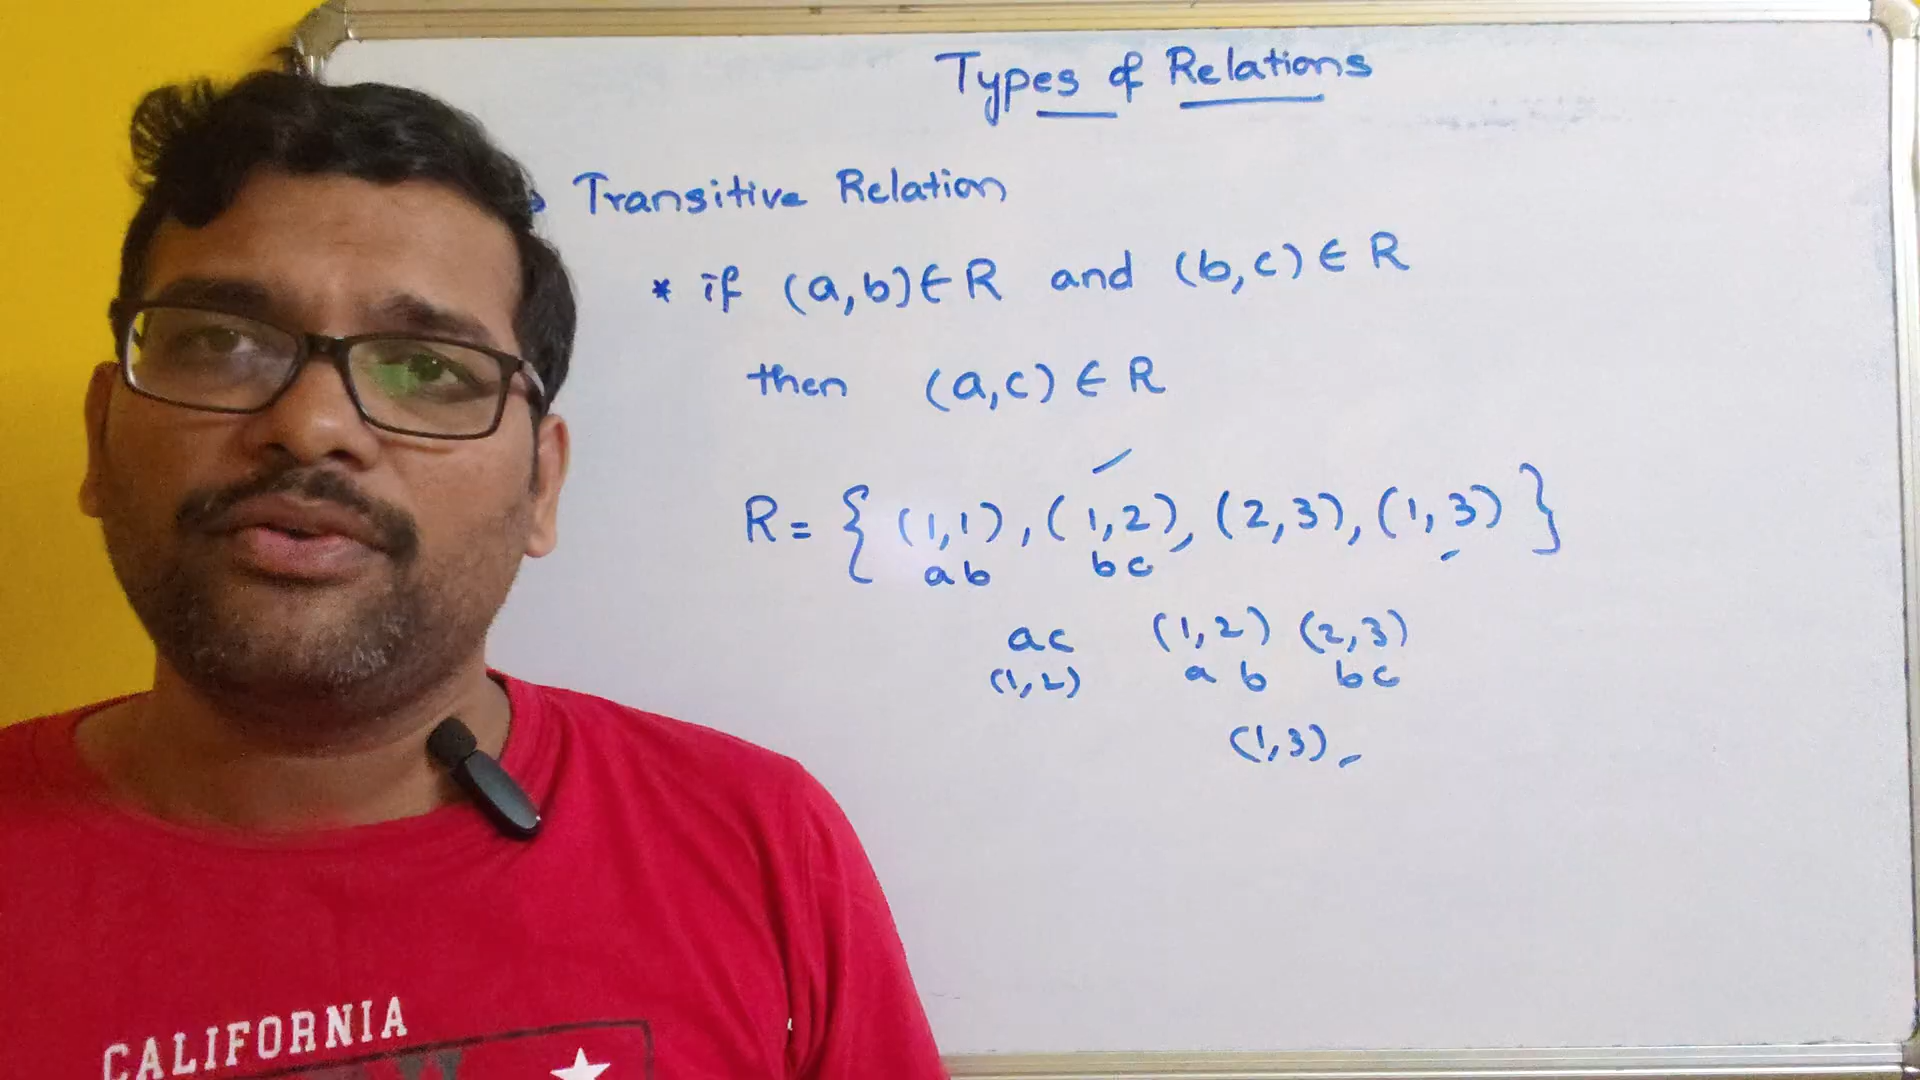 Types of Relations
Transitive Relation
* if (a,b)∈R and (b,c)∈R
then (a,c)∈R
R = { (1,1), (1,2), (2,3), (1,3) }
ab bc
ac (1,2) (2,3)
(1,2) a b bc
(1,3)
CALIFORNIA